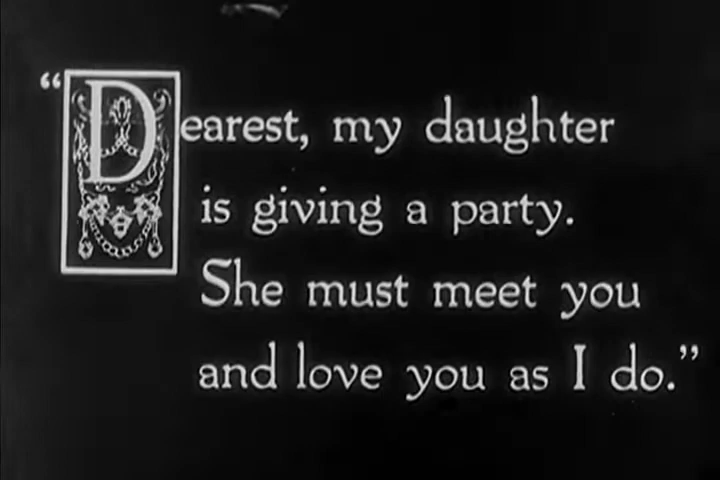 “Dearest, my daughter
is giving a party.
She must meet you
and love you as I do.”